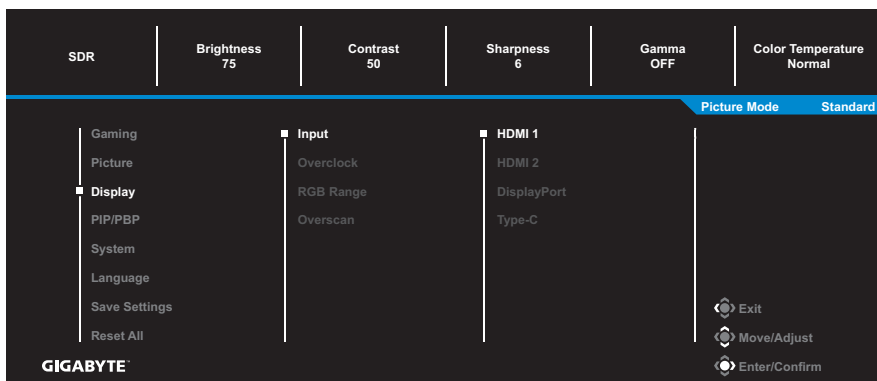 SDR
Brightness
75
Contrast
50
Sharpness
6
Gamma
OFF
Color Temperature
Normal
Picture Mode Standard
Gaming
Picture
Display
PIP/PBP
System
Language
Save Settings
Reset All
Input
Overclock
RGB Range
Overscan
HDMI 1
HDMI 2
DisplayPort
Type-C
Exit
Move/Adjust
Enter/Confirm
GIGABYTE™